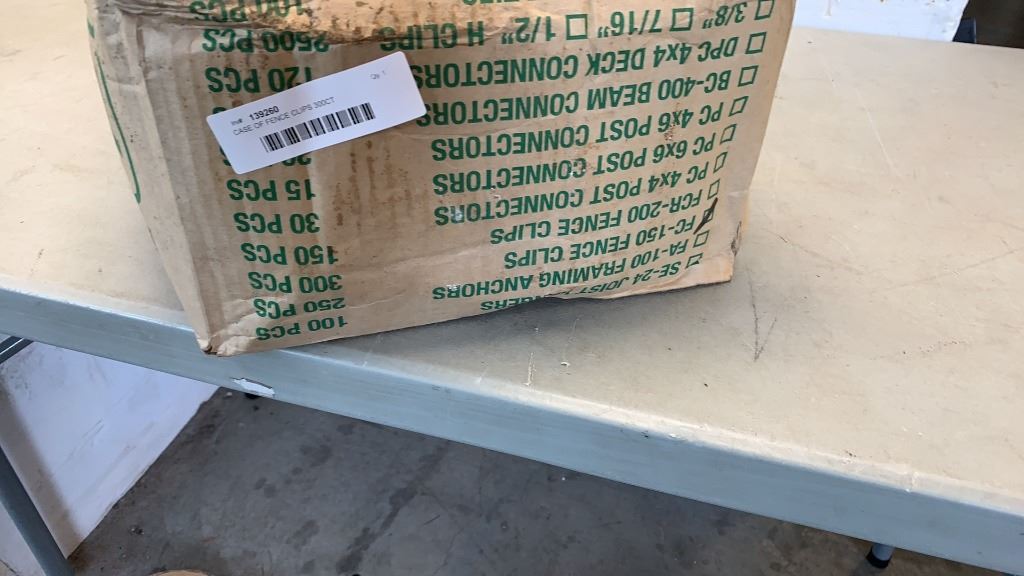 SE-24 JOIST 100 PCS
FA-100 FRAMING ANCHORS 250 PCS
FC-150 FENCE CLIPS 300 PCS
FCR-200 FENCE CLIPS 150 PCS
PC 4x4 POST CONNECTORS 30 PCS
PC 6x6 POST CONNECTORS 15 PCS
PC 4x6 POST CONNECTORS
BC-400 BEAM CONNECTORS
DPC 4x4 DECK CONNECTORS 120 PCS
3/8" 7/16" 1/2" H CLIPS 2500 PCS
100 PCS
Inv# 139260 Qty 1
CASE OF FENCE CLIPS 300CT